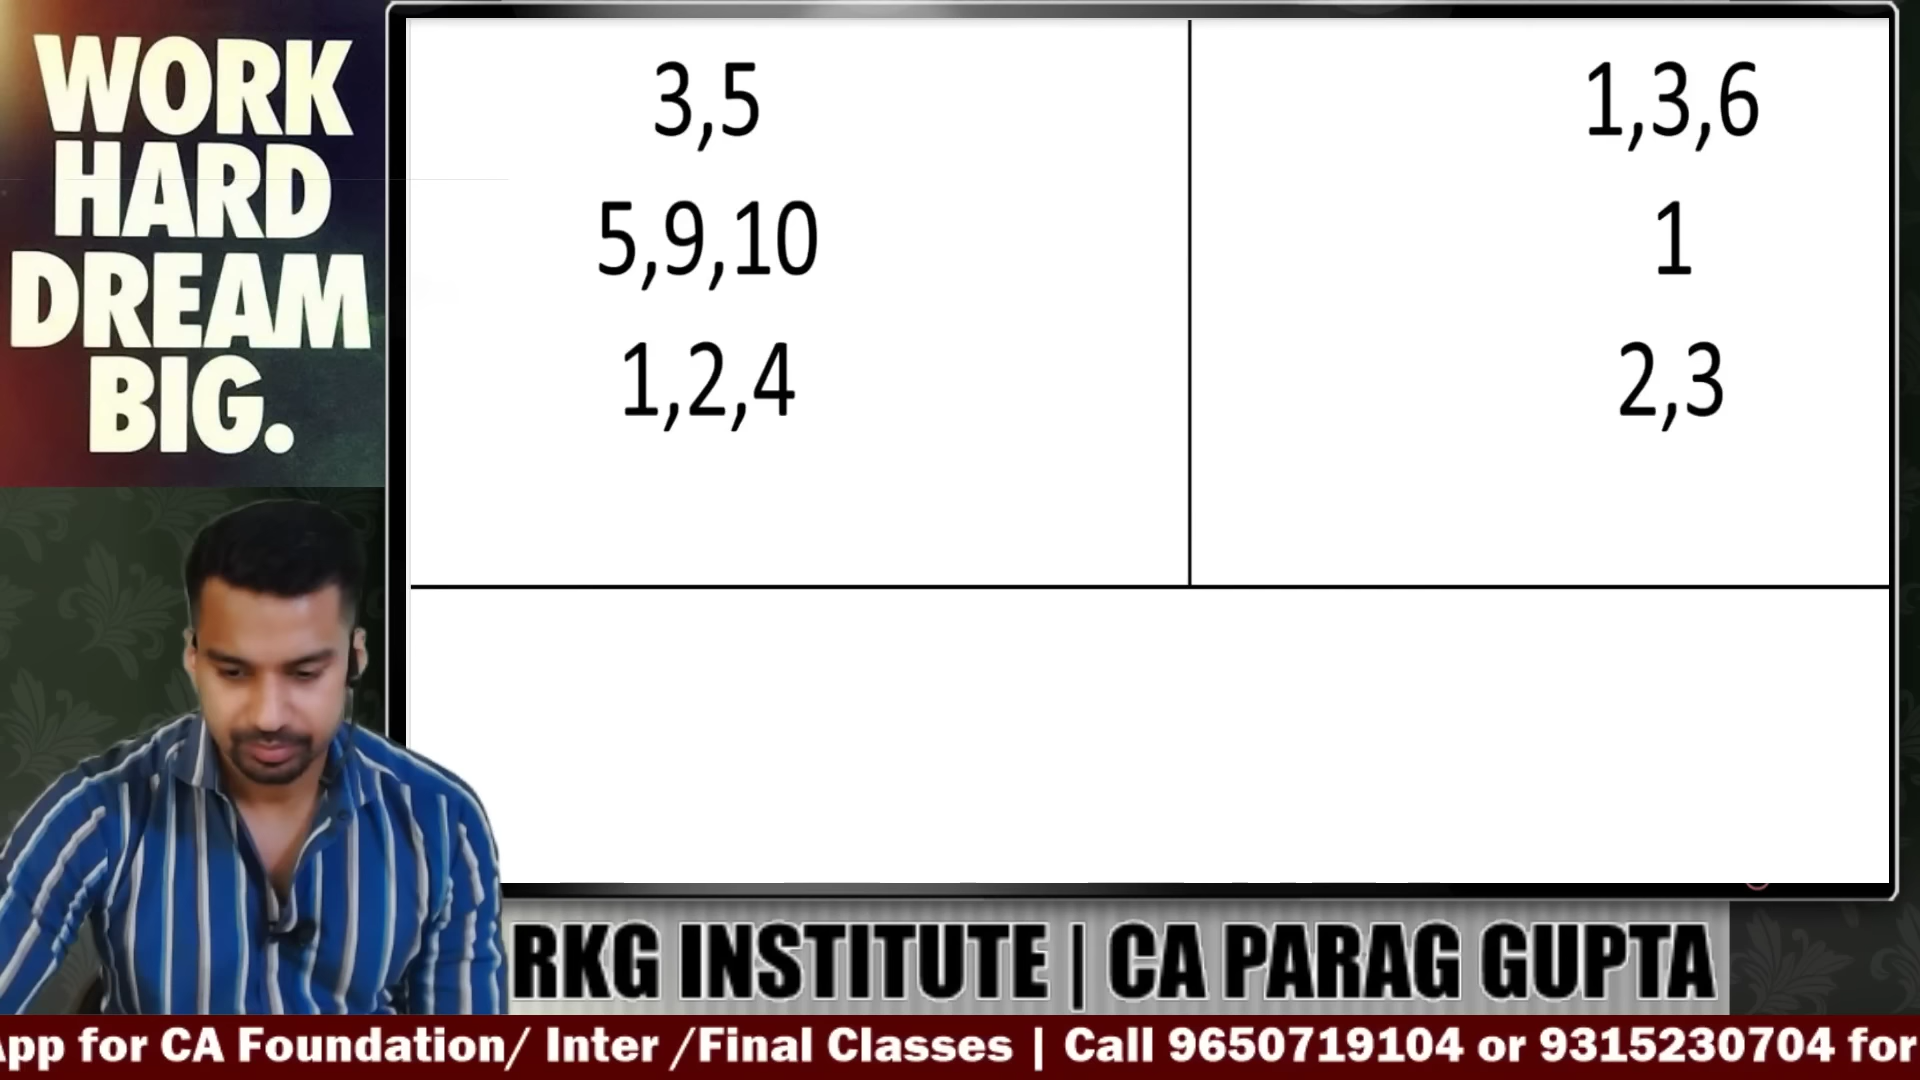 WORK
HARD
DREAM
BIG.
3,5
1,3,6
5,9,10
1
1,2,4
2,3
RKG INSTITUTE | CA PARAG GUPTA
App for CA Foundation/ Inter /Final Classes | Call 9650719104 or 9315230704 for